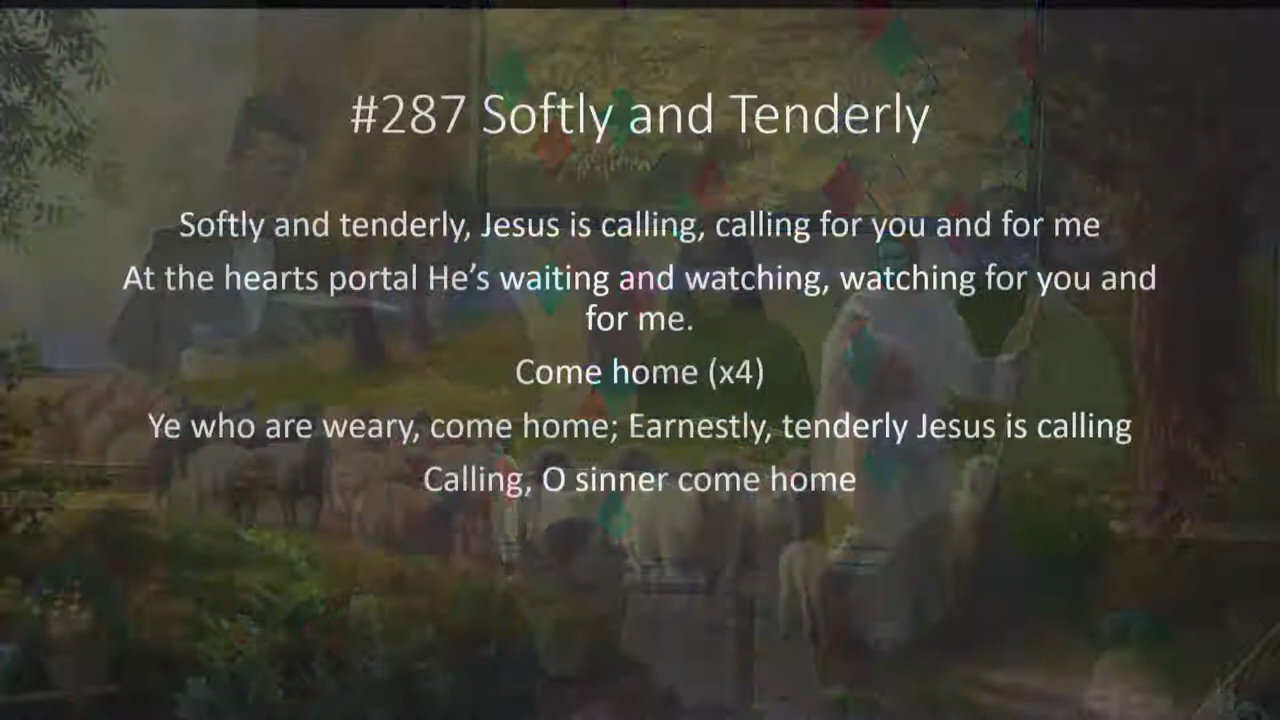 #287 Softly and Tenderly
Softly and tenderly, Jesus is calling, calling for you and for me
At the hearts portal He’s waiting and watching, watching for you and
for me.
Come home (x4)
Ye who are weary, come home; Earnestly, tenderly Jesus is calling
Calling, O sinner come home